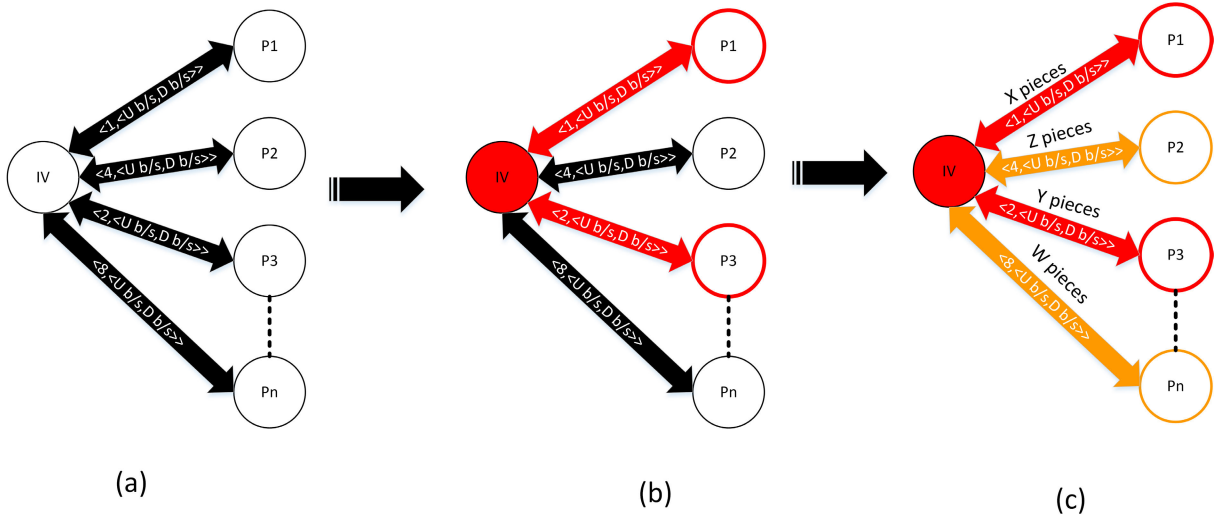 P1
<1,<U b/s,D b/s>>
P2
<4,<U b/s,D b/s>>
IV
<2,<U b/s,D b/s>>
P3
<8,<U b/s,D b/s>>
Pn
(a)
P1
<1,<U b/s,D b/s>>
P2
<4,<U b/s,D b/s>>
IV
<2,<U b/s,D b/s>>
P3
<8,<U b/s,D b/s>>
Pn
(b)
P1
X pieces
<1,<U b/s,D b/s>>
Z pieces
P2
<4,<U b/s,D b/s>>
IV
Y pieces
<2,<U b/s,D b/s>>
P3
W pieces
<8,<U b/s,D b/s>>
Pn
(c)